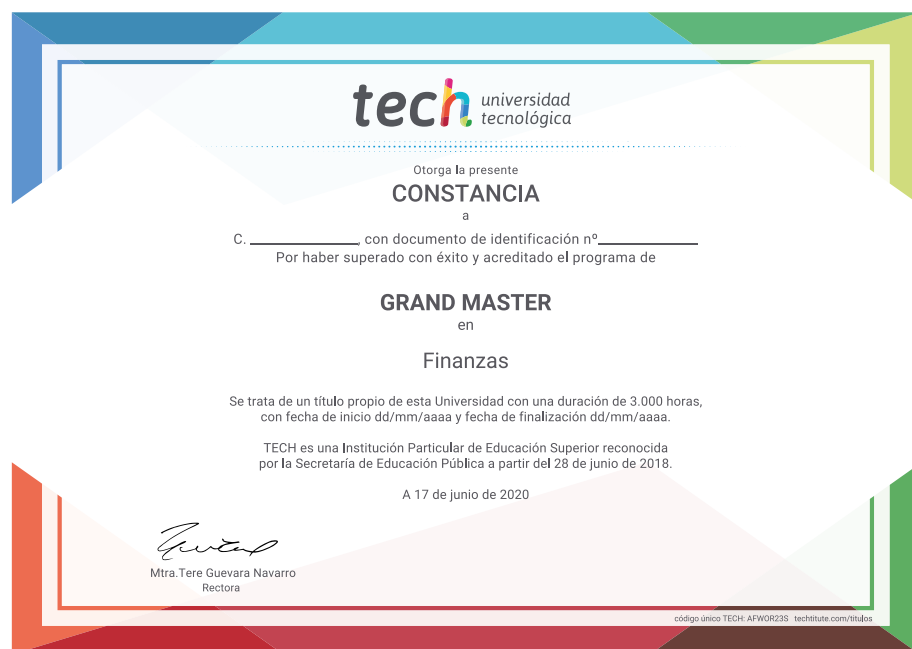 tech universidad
tecnológica
Otorga la presente
CONSTANCIA
a
C. ____________, con documento de identificación nº____________
Por haber superado con éxito y acreditado el programa de
GRAND MASTER
en
Finanzas
Se trata de un título propio de esta Universidad con una duración de 3.000 horas,
con fecha de inicio dd/mm/aaaa y fecha de finalización dd/mm/aaaa.
TECH es una Institución Particular de Educación Superior reconocida
por la Secretaría de Educación Pública a partir del 28 de junio de 2018.
A 17 de junio de 2020
Mtra.Tere Guevara Navarro
Rectora
código único TECH: AFWOR23S techtitute.com/titulos